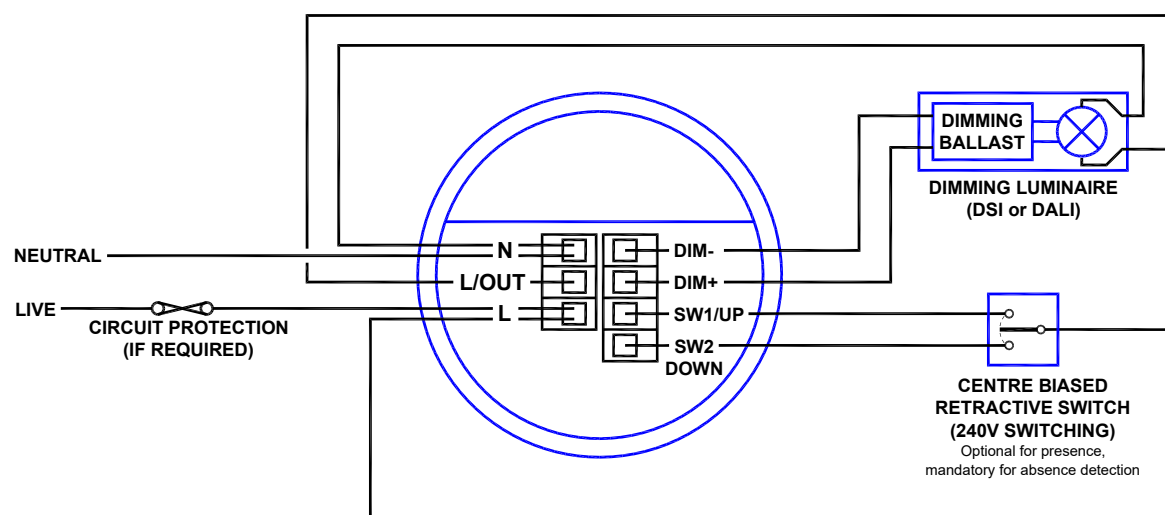 NEUTRAL
LIVE
CIRCUIT PROTECTION
(IF REQUIRED)
N
L/OUT
L
DIM-
DIM+
SW1/UP
SW2
DOWN
DIMMING
BALLAST
DIMMING LUMINAIRE
(DSI or DALI)
CENTRE BIASED
RETRACTIVE SWITCH
(240V SWITCHING)
Optional for presence,
mandatory for absence detection